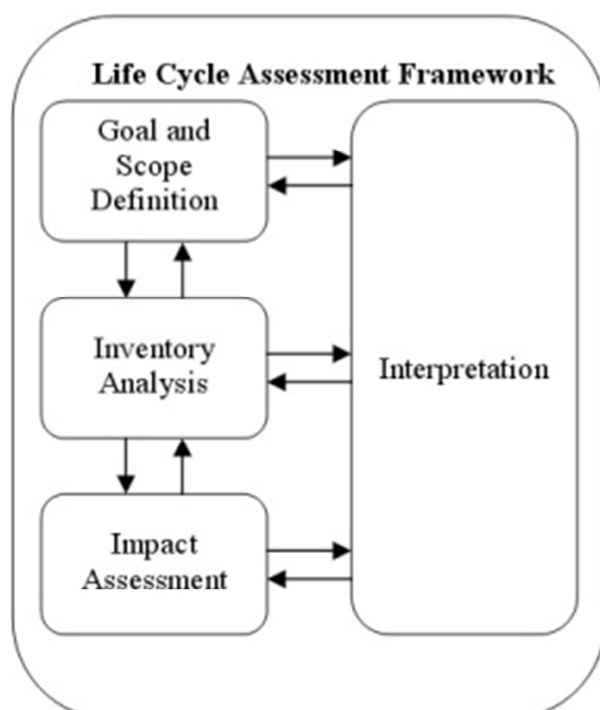 Life Cycle Assessment Framework
Goal and
Scope
Definition
Inventory
Analysis
Interpretation
Impact
Assessment